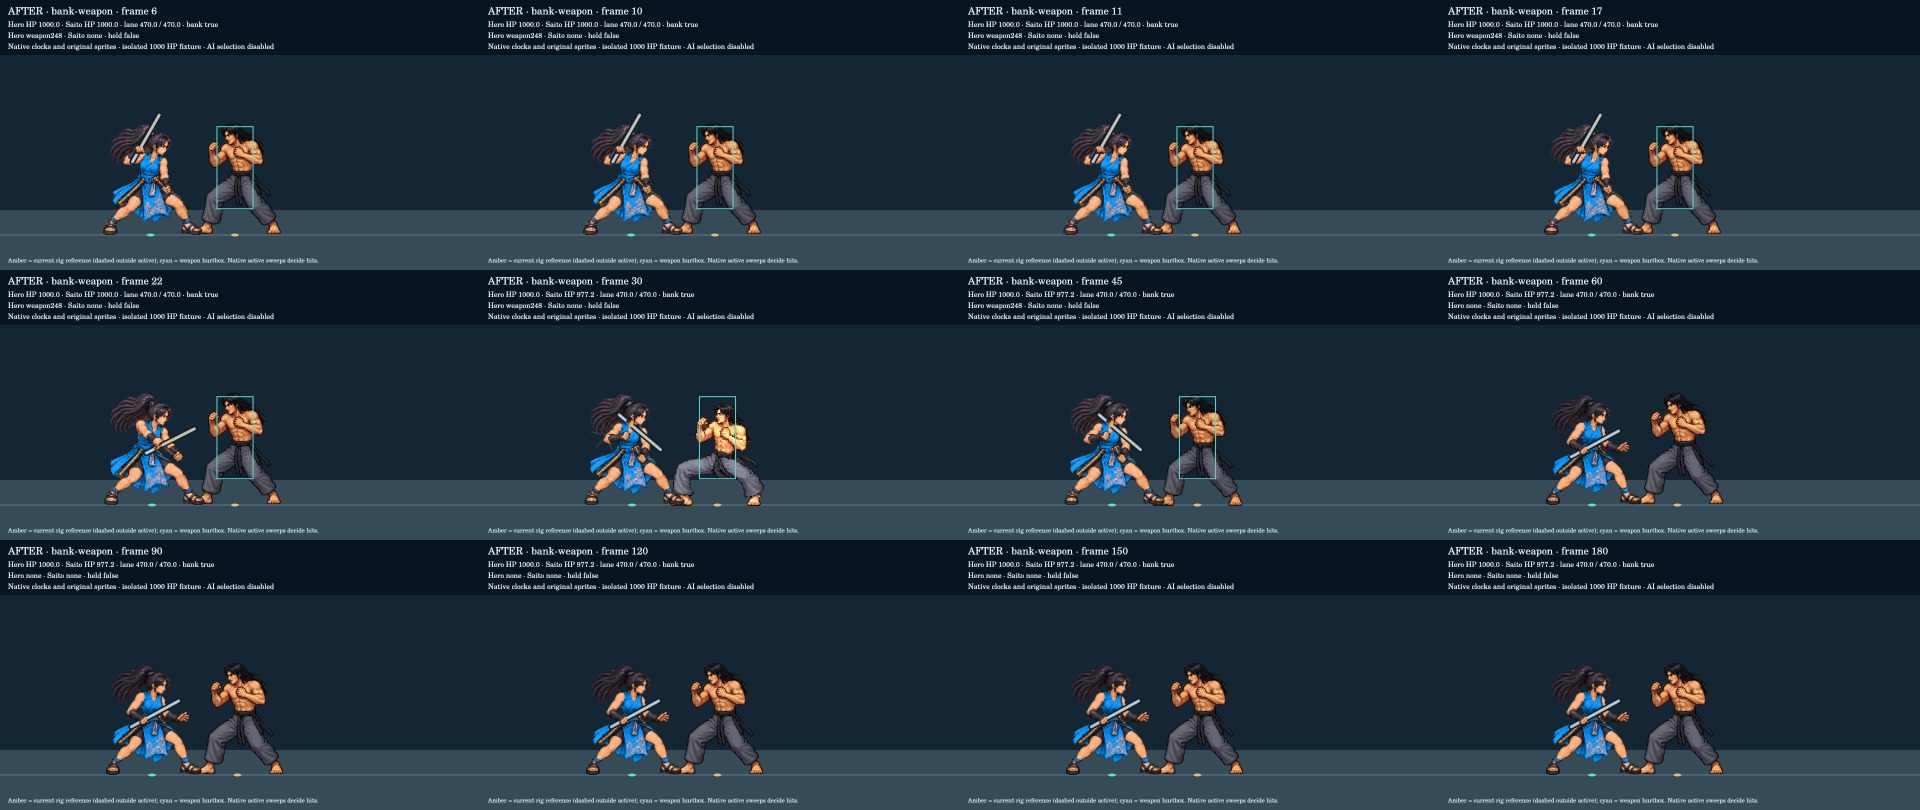 AFTER · bank-weapon · frame 6
Hero HP 1000.0 · Saito HP 1000.0 · lane 470.0 / 470.0 · bank true
Hero weapon248 · Saito none · held false
Native clocks and original sprites · isolated 1000 HP fixture · AI selection disabled
Amber = current rig reference (dashed outside active); cyan = weapon hurtbox. Native active sweeps decide hits.
AFTER · bank-weapon · frame 10
Hero HP 1000.0 · Saito HP 1000.0 · lane 470.0 / 470.0 · bank true
Hero weapon248 · Saito none · held false
Native clocks and original sprites · isolated 1000 HP fixture · AI selection disabled
Amber = current rig reference (dashed outside active); cyan = weapon hurtbox. Native active sweeps decide hits.
AFTER · bank-weapon · frame 11
Hero HP 1000.0 · Saito HP 1000.0 · lane 470.0 / 470.0 · bank true
Hero weapon248 · Saito none · held false
Native clocks and original sprites · isolated 1000 HP fixture · AI selection disabled
Amber = current rig reference (dashed outside active); cyan = weapon hurtbox. Native active sweeps decide hits.
AFTER · bank-weapon · frame 17
Hero HP 1000.0 · Saito HP 1000.0 · lane 470.0 / 470.0 · bank true
Hero weapon248 · Saito none · held false
Native clocks and original sprites · isolated 1000 HP fixture · AI selection disabled
Amber = current rig reference (dashed outside active); cyan = weapon hurtbox. Native active sweeps decide hits.
AFTER · bank-weapon · frame 22
Hero HP 1000.0 · Saito HP 1000.0 · lane 470.0 / 470.0 · bank true
Hero weapon248 · Saito none · held false
Native clocks and original sprites · isolated 1000 HP fixture · AI selection disabled
Amber = current rig reference (dashed outside active); cyan = weapon hurtbox. Native active sweeps decide hits.
AFTER · bank-weapon · frame 30
Hero HP 1000.0 · Saito HP 977.2 · lane 470.0 / 470.0 · bank true
Hero weapon248 · Saito none · held false
Native clocks and original sprites · isolated 1000 HP fixture · AI selection disabled
Amber = current rig reference (dashed outside active); cyan = weapon hurtbox. Native active sweeps decide hits.
AFTER · bank-weapon · frame 45
Hero HP 1000.0 · Saito HP 977.2 · lane 470.0 / 470.0 · bank true
Hero weapon248 · Saito none · held false
Native clocks and original sprites · isolated 1000 HP fixture · AI selection disabled
Amber = current rig reference (dashed outside active); cyan = weapon hurtbox. Native active sweeps decide hits.
AFTER · bank-weapon · frame 60
Hero HP 1000.0 · Saito HP 977.2 · lane 470.0 / 470.0 · bank true
Hero none · Saito none · held false
Native clocks and original sprites · isolated 1000 HP fixture · AI selection disabled
Amber = current rig reference (dashed outside active); cyan = weapon hurtbox. Native active sweeps decide hits.
AFTER · bank-weapon · frame 90
Hero HP 1000.0 · Saito HP 977.2 · lane 470.0 / 470.0 · bank true
Hero none · Saito none · held false
Native clocks and original sprites · isolated 1000 HP fixture · AI selection disabled
Amber = current rig reference (dashed outside active); cyan = weapon hurtbox. Native active sweeps decide hits.
AFTER · bank-weapon · frame 120
Hero HP 1000.0 · Saito HP 977.2 · lane 470.0 / 470.0 · bank true
Hero none · Saito none · held false
Native clocks and original sprites · isolated 1000 HP fixture · AI selection disabled
Amber = current rig reference (dashed outside active); cyan = weapon hurtbox. Native active sweeps decide hits.
AFTER · bank-weapon · frame 150
Hero HP 1000.0 · Saito HP 977.2 · lane 470.0 / 470.0 · bank true
Hero none · Saito none · held false
Native clocks and original sprites · isolated 1000 HP fixture · AI selection disabled
Amber = current rig reference (dashed outside active); cyan = weapon hurtbox. Native active sweeps decide hits.
AFTER · bank-weapon · frame 180
Hero HP 1000.0 · Saito HP 977.2 · lane 470.0 / 470.0 · bank true
Hero none · Saito none · held false
Native clocks and original sprites · isolated 1000 HP fixture · AI selection disabled
Amber = current rig reference (dashed outside active); cyan = weapon hurtbox. Native active sweeps decide hits.